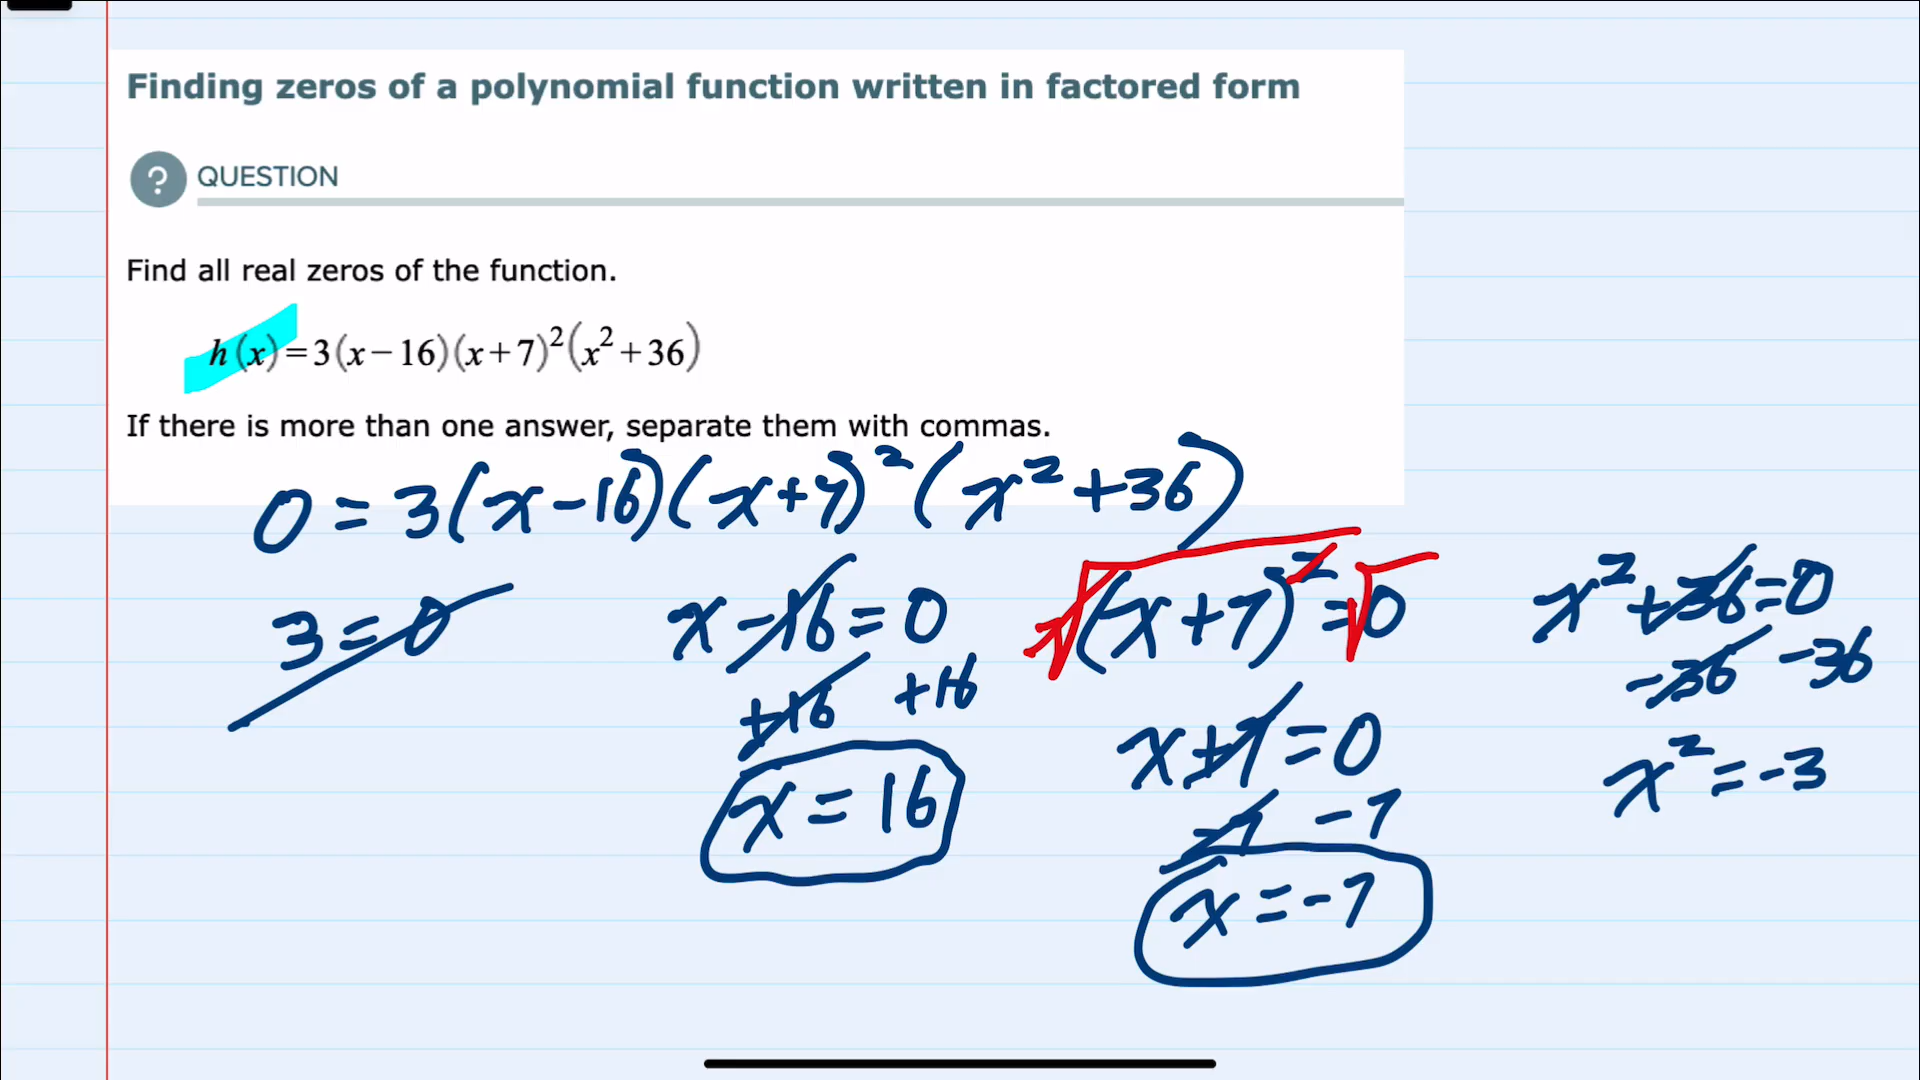 Finding zeros of a polynomial function written in factored form
? QUESTION
Find all real zeros of the function.
h(x)=3(x−16)(x+7)²(x²+36)
If there is more than one answer, separate them with commas.
0 = 3(x-16)(x+7)²(x²+36)
3=0
x-16=0
+16 +16
x=16
√(x+7)²=√0
x+7=0
-7 -7
x=-7
x²+36=0
-36 -36
x²=-3